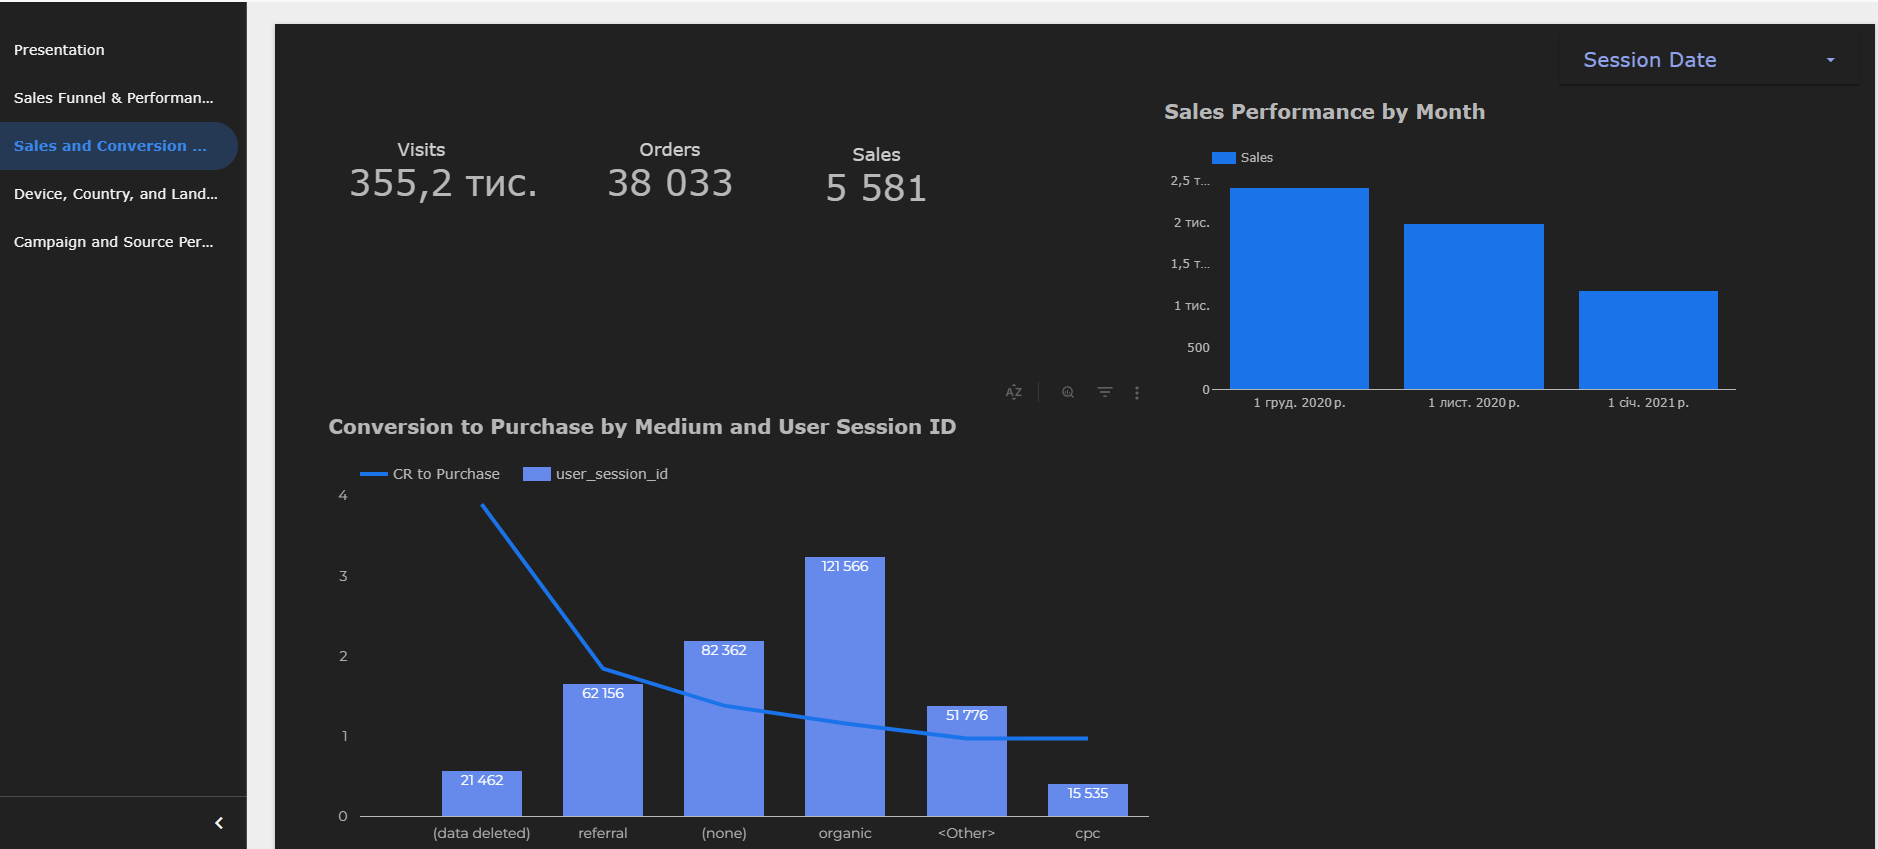 Presentation
Sales Funnel & Performan...
Sales and Conversion ...
Device, Country, and Land...
Campaign and Source Per...
Session Date
Visits
355,2 тис.
Orders
38 033
Sales
5 581
Sales Performance by Month
Sales
2,5 т...
2 тис.
1,5 т...
1 тис.
500
0
1 груд. 2020 р.
1 лист. 2020 р.
1 січ. 2021 р.
AZ
Conversion to Purchase by Medium and User Session ID
CR to Purchase
user_session_id
4
3
2
1
0
21 462
62 156
82 362
121 566
51 776
15 535
(data deleted)
referral
(none)
organic
<Other>
cpc